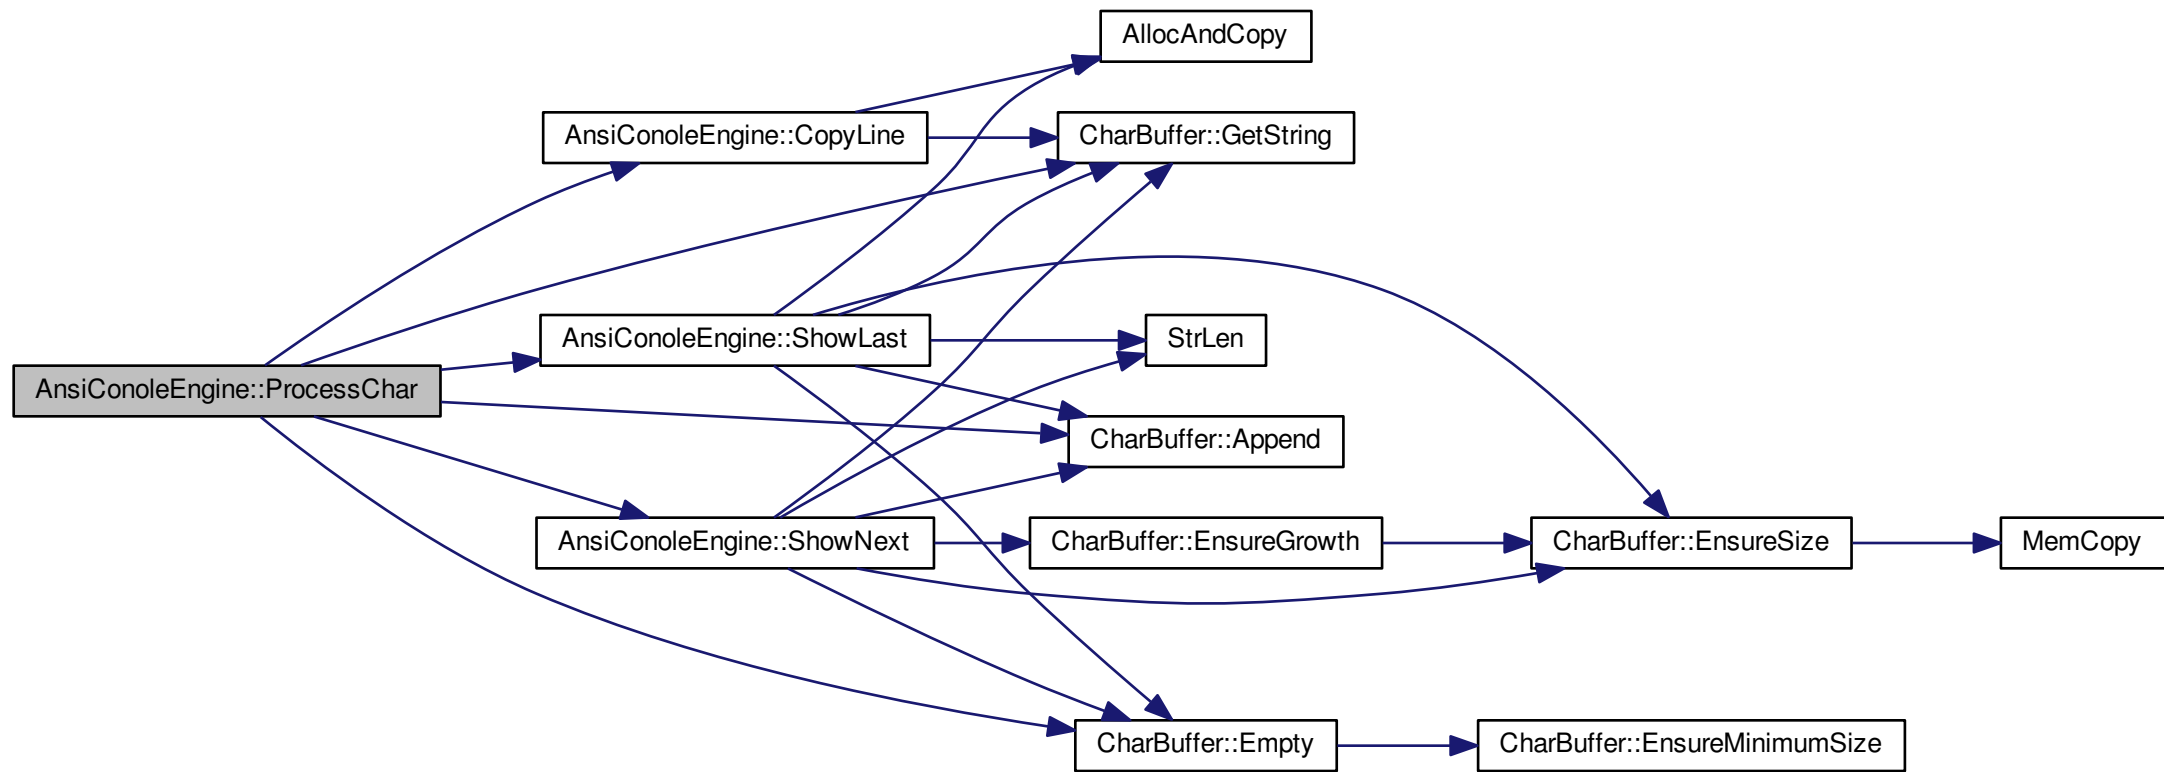 AllocAndCopy
AnsiConoleEngine::CopyLine
CharBuffer::GetString
AnsiConoleEngine::ShowLast
StrLen
AnsiConoleEngine::ProcessChar
CharBuffer::Append
AnsiConoleEngine::ShowNext
CharBuffer::EnsureGrowth
CharBuffer::EnsureSize
MemCopy
CharBuffer::Empty
CharBuffer::EnsureMinimumSize